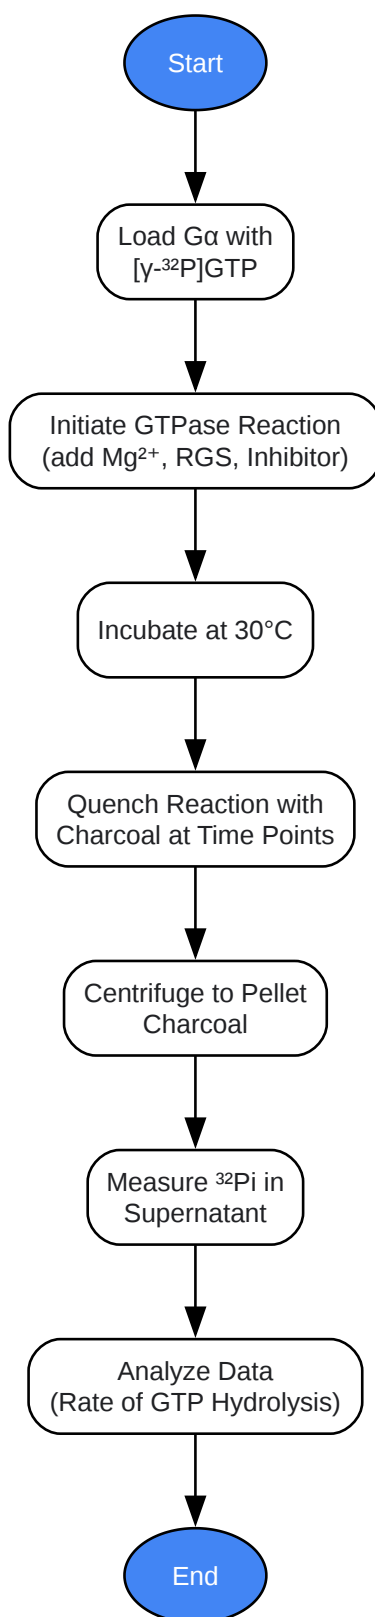 Start
Load Gα with
[γ-³²P]GTP
Initiate GTPase Reaction
(add Mg²⁺, RGS, Inhibitor)
Incubate at 30°C
Quench Reaction with
Charcoal at Time Points
Centrifuge to Pellet
Charcoal
Measure ³²Pi in
Supernatant
Analyze Data
(Rate of GTP Hydrolysis)
End